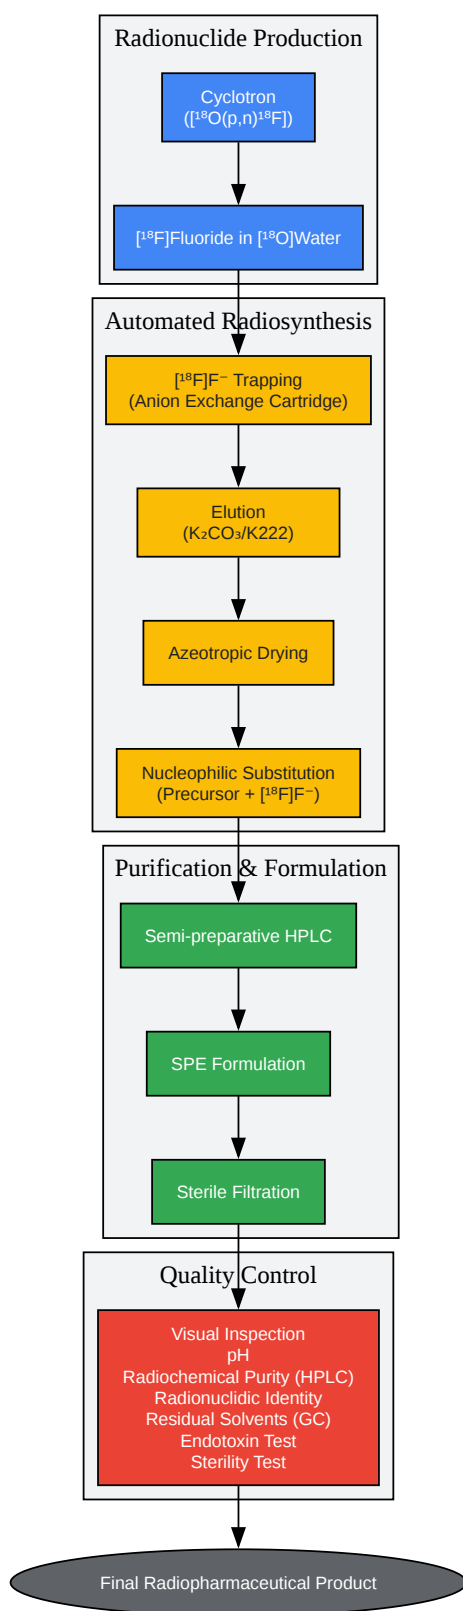 Radionuclide Production
Cyclotron
([¹⁸O(p,n)¹⁸F])
[¹⁸F]Fluoride in [¹⁸O]Water
Automated Radiosynthesis
[¹⁸F]F⁻ Trapping
(Anion Exchange Cartridge)
Elution
(K₂CO₃/K222)
Azeotropic Drying
Nucleophilic Substitution
(Precursor + [¹⁸F]F⁻)
Purification & Formulation
Semi-preparative HPLC
SPE Formulation
Sterile Filtration
Quality Control
Visual Inspection
pH
Radiochemical Purity (HPLC)
Radionuclidic Identity
Residual Solvents (GC)
Endotoxin Test
Sterility Test
Final Radiopharmaceutical Product